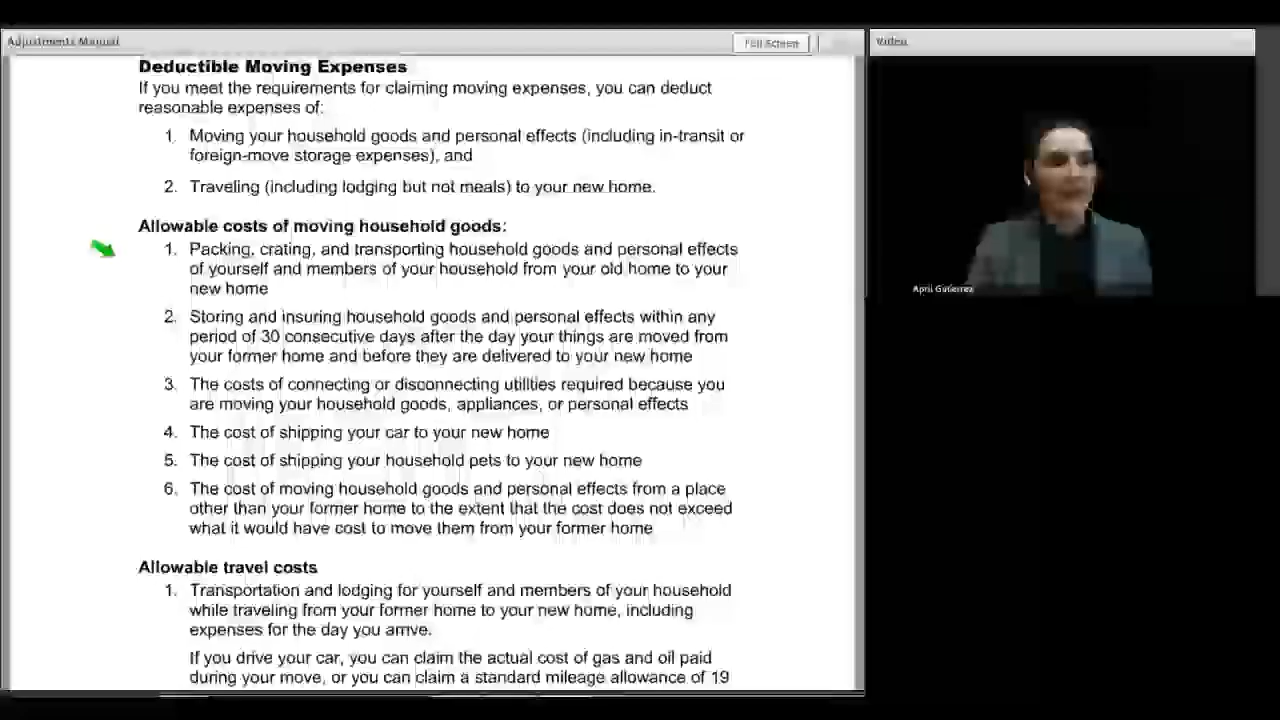 Adjustments Manual
Full Screen
Video
Deductible Moving Expenses
If you meet the requirements for claiming moving expenses, you can deduct
reasonable expenses of:
1. Moving your household goods and personal effects (including in-transit or
foreign-move storage expenses), and
2. Traveling (including lodging but not meals) to your new home.
Allowable costs of moving household goods:
1. Packing, crating, and transporting household goods and personal effects
of yourself and members of your household from your old home to your
new home
2. Storing and insuring household goods and personal effects within any
period of 30 consecutive days after the day your things are moved from
your former home and before they are delivered to your new home
3. The costs of connecting or disconnecting utilities required because you
are moving your household goods, appliances, or personal effects
4. The cost of shipping your car to your new home
5. The cost of shipping your household pets to your new home
6. The cost of moving household goods and personal effects from a place
other than your former home to the extent that the cost does not exceed
what it would have cost to move them from your former home
Allowable travel costs
1. Transportation and lodging for yourself and members of your household
while traveling from your former home to your new home, including
expenses for the day you arrive.
If you drive your car, you can claim the actual cost of gas and oil paid
during your move, or you can claim a standard mileage allowance of 19
April Gutierrez